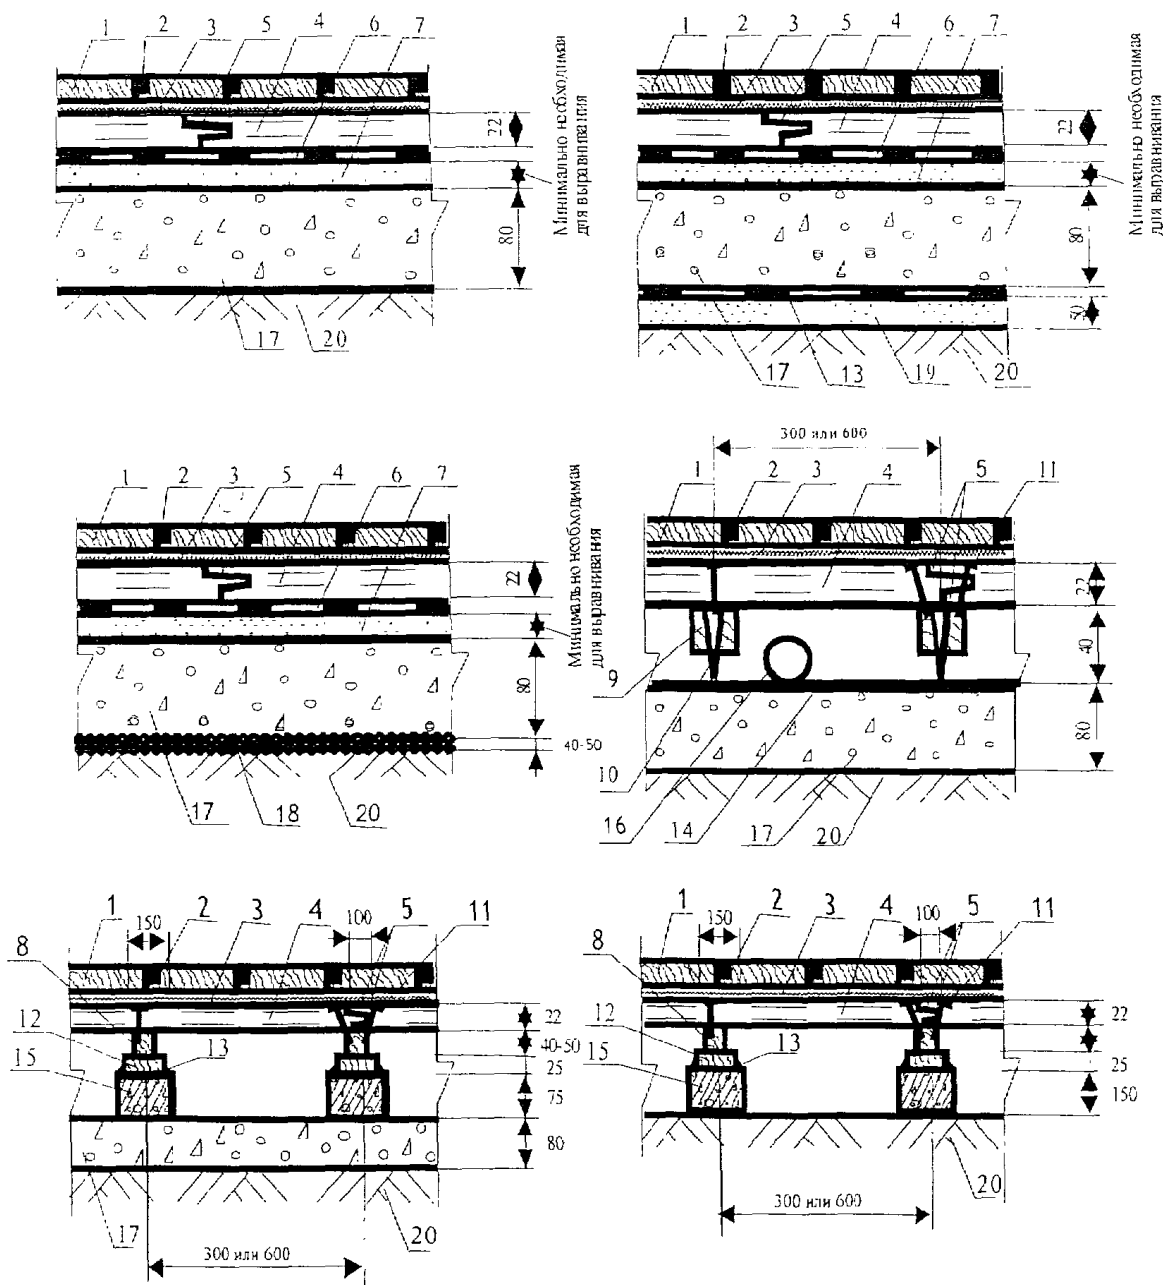 1 2 3 5 4 6 7
22
80
Минимально необходимая
для выравнивания
17 20
1 2 3 5 4 6 7
22
80
50
Минимально необходимая
для выравнивания
17 13 19 20
1 2 3 5 4 6 7
22
80
40-50
Минимально необходимая
для выравнивания
17 18 20
300 или 600
1 2 3 4 5 11
22
40
80
9
10
16 14 17 20
1 150 2 3 4 100 5 11
8
12
15
13
22
40-50
25
75
80
17 20
300 или 600
1 150 2 3 4 100 5 11
8
12
15
13
22
25
150
20
300 или 600